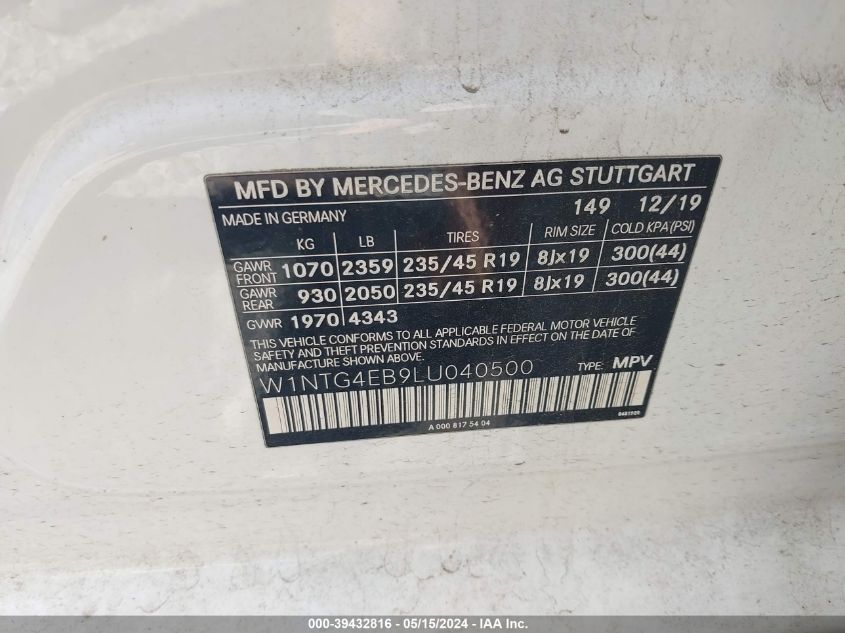 MFD BY MERCEDES-BENZ AG STUTTGART
MADE IN GERMANY 149 12/19
KG LB TIRES RIM SIZE COLD KPA(PSI)
GAWR FRONT 1070 2359 235/45 R19 8Jx19 300(44)
GAWR REAR 930 2050 235/45 R19 8Jx19 300(44)
GVWR 1970 4343
THIS VEHICLE CONFORMS TO ALL APPLICABLE FEDERAL MOTOR VEHICLE
SAFETY AND THEFT PREVENTION STANDARDS IN EFFECT ON THE DATE OF
MANUFACTURE SHOWN ABOVE.
W1NTG4EB9LU040500 TYPE: MPV
A 000 817 54 04
000-39432816 - 05/15/2024 - IAA Inc.